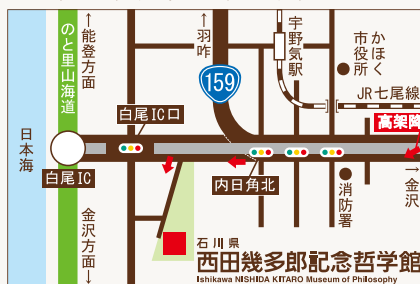 ←能登方面
のと里山海道
←羽咋
159
宇野気駅
かほく
市役所
JR七尾線
高架降
白尾IC口
日本海
白尾IC
内日角北
消防署
→金沢
金沢方面→
石川県
西田幾多郎記念哲学館
Ishikawa NISHIDA KITARO Museum of Philosophy